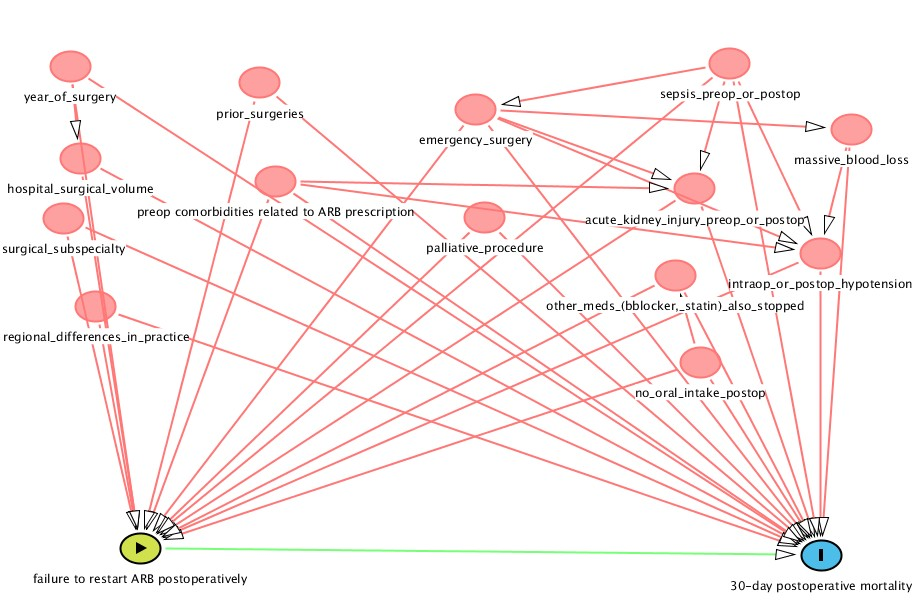 year_of_surgery
prior_surgeries
sepsis_preop_or_postop
emergency_surgery
massive_blood_loss
hospital_surgical_volume
preop comorbidities related to ARB prescription
acute_kidney_injury_preop_or_postop
surgical_subspecialty
palliative_procedure
intraop_or_postop_hypotension
other_meds_(bblocker,_statin)_also_stopped
regional_differences_in_practice
no_oral_intake_postop
failure to restart ARB postoperatively
30-day postoperative mortality